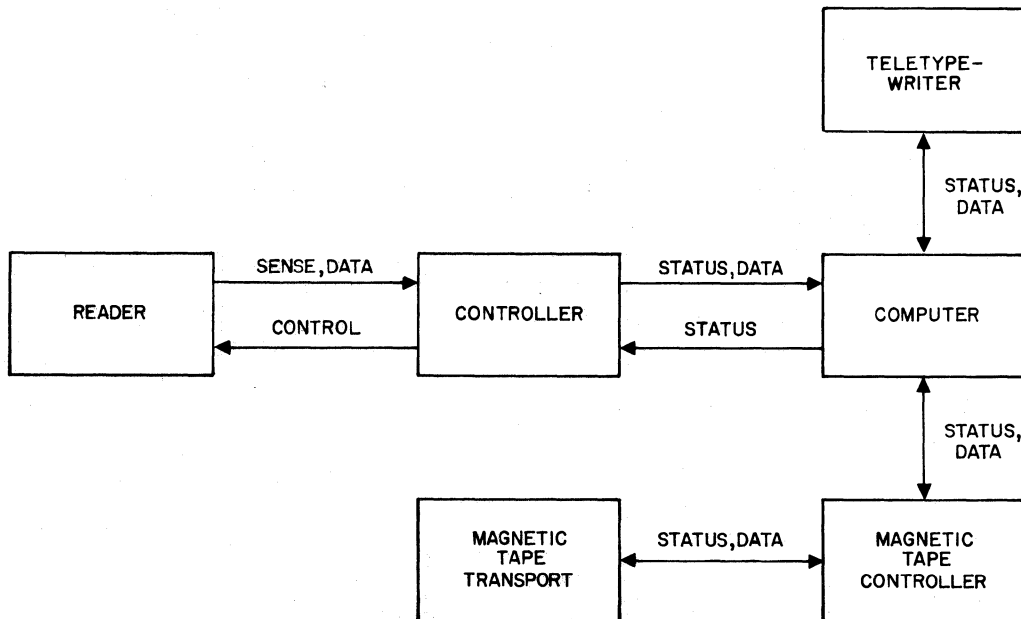 TELETYPE-
WRITER
STATUS,
DATA
SENSE, DATA
STATUS, DATA
READER
CONTROLLER
COMPUTER
CONTROL
STATUS
STATUS,
DATA
MAGNETIC
TAPE
TRANSPORT
STATUS, DATA
MAGNETIC
TAPE
CONTROLLER